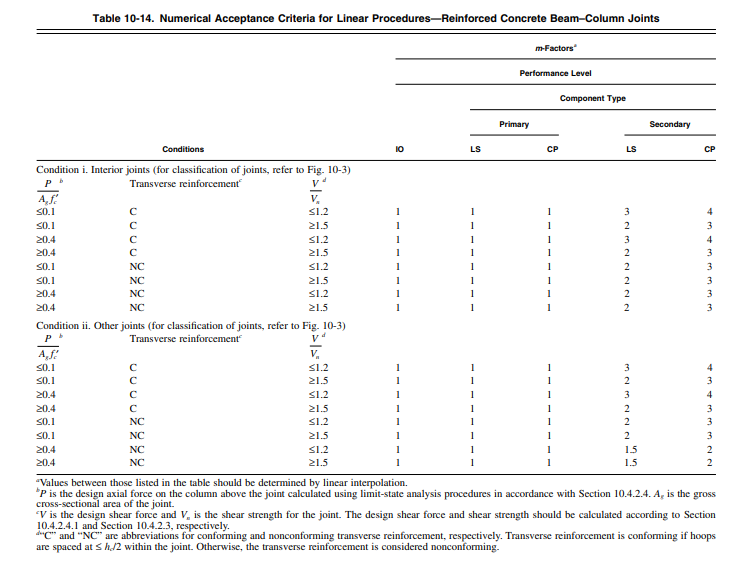 Table 10-14. Numerical Acceptance Criteria for Linear Procedures—Reinforced Concrete Beam–Column Joints
m-Factorsᵃ
Performance Level
Component Type
Primary Secondary
Conditions IO LS CP LS CP
Condition i. Interior joints (for classification of joints, refer to Fig. 10-3)
P ᵇ Transverse reinforcementᶜ V ᵈ
A_g f′_c V_n
≤0.1 C ≤1.2 1 1 1 3 4
≤0.1 C ≥1.5 1 1 1 2 3
≥0.4 C ≤1.2 1 1 1 3 4
≥0.4 C ≥1.5 1 1 1 2 3
≤0.1 NC ≤1.2 1 1 1 2 3
≤0.1 NC ≥1.5 1 1 1 2 3
≥0.4 NC ≤1.2 1 1 1 2 3
≥0.4 NC ≥1.5 1 1 1 2 3
Condition ii. Other joints (for classification of joints, refer to Fig. 10-3)
P ᵇ Transverse reinforcementᶜ V ᵈ
A_g f′_c V_n
≤0.1 C ≤1.2 1 1 1 3 4
≤0.1 C ≥1.5 1 1 1 2 3
≥0.4 C ≤1.2 1 1 1 3 4
≥0.4 C ≥1.5 1 1 1 2 3
≤0.1 NC ≤1.2 1 1 1 2 3
≤0.1 NC ≥1.5 1 1 1 2 3
≥0.4 NC ≤1.2 1 1 1 1.5 2
≥0.4 NC ≥1.5 1 1 1 1.5 2
ᵃValues between those listed in the table should be determined by linear interpolation.
ᵇP is the design axial force on the column above the joint calculated using limit-state analysis procedures in accordance with Section 10.4.2.4. A_g is the gross
cross-sectional area of the joint.
ᶜV is the design shear force and V_n is the shear strength for the joint. The design shear force and shear strength should be calculated according to Section
10.4.2.4.1 and Section 10.4.2.3, respectively.
ᵈ“C” and “NC” are abbreviations for conforming and nonconforming transverse reinforcement, respectively. Transverse reinforcement is conforming if hoops
are spaced at ≤ h_c/2 within the joint. Otherwise, the transverse reinforcement is considered nonconforming.